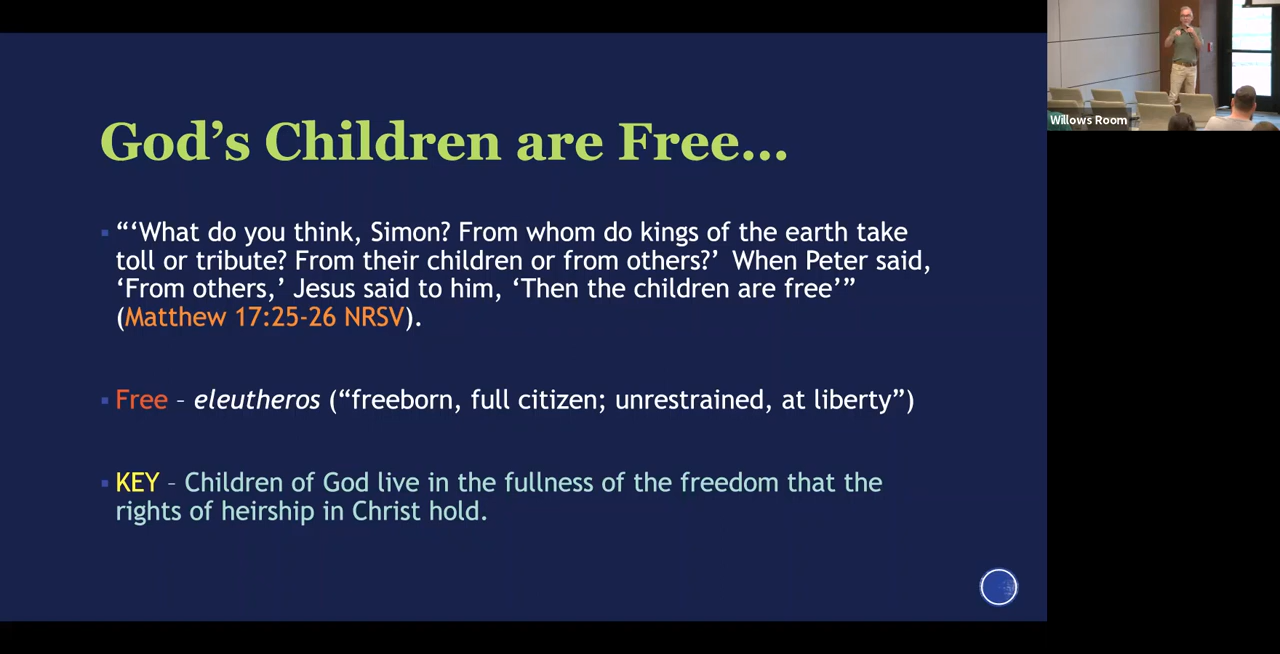 God’s Children are Free...
“‘What do you think, Simon? From whom do kings of the earth take
toll or tribute? From their children or from others?’ When Peter said,
‘From others,’ Jesus said to him, ‘Then the children are free’”
(Matthew 17:25-26 NRSV).
Free – eleutheros (“freeborn, full citizen; unrestrained, at liberty”)
KEY – Children of God live in the fullness of the freedom that the
rights of heirship in Christ hold.
Willows Room